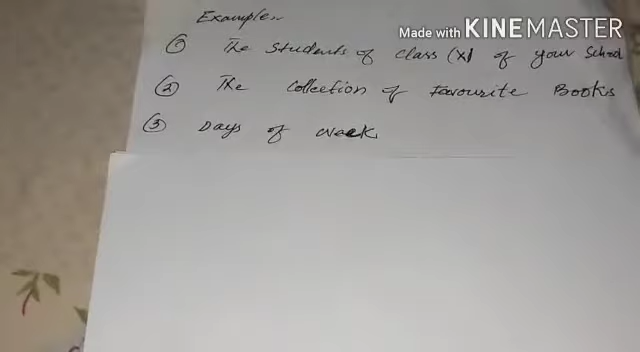 Made with KINEMASTER
Examples
① The Students of class (X) of your School
② The Collection of Favourite Books
③ Days of week